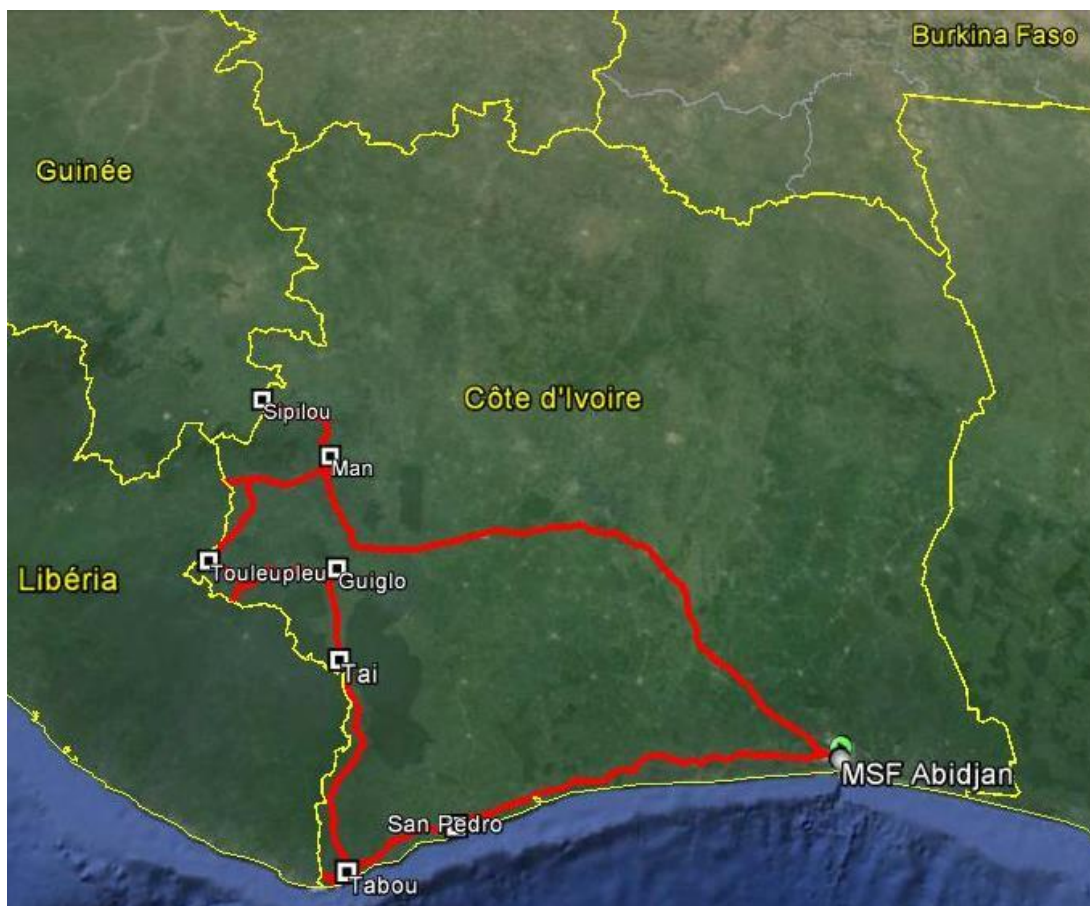 Burkina Faso
Guinée
Côte d'Ivoire
Sipilou
Man
Libéria
Touleupleu
Guiglo
Tai
MSF Abidjan
San Pedro
Tabou